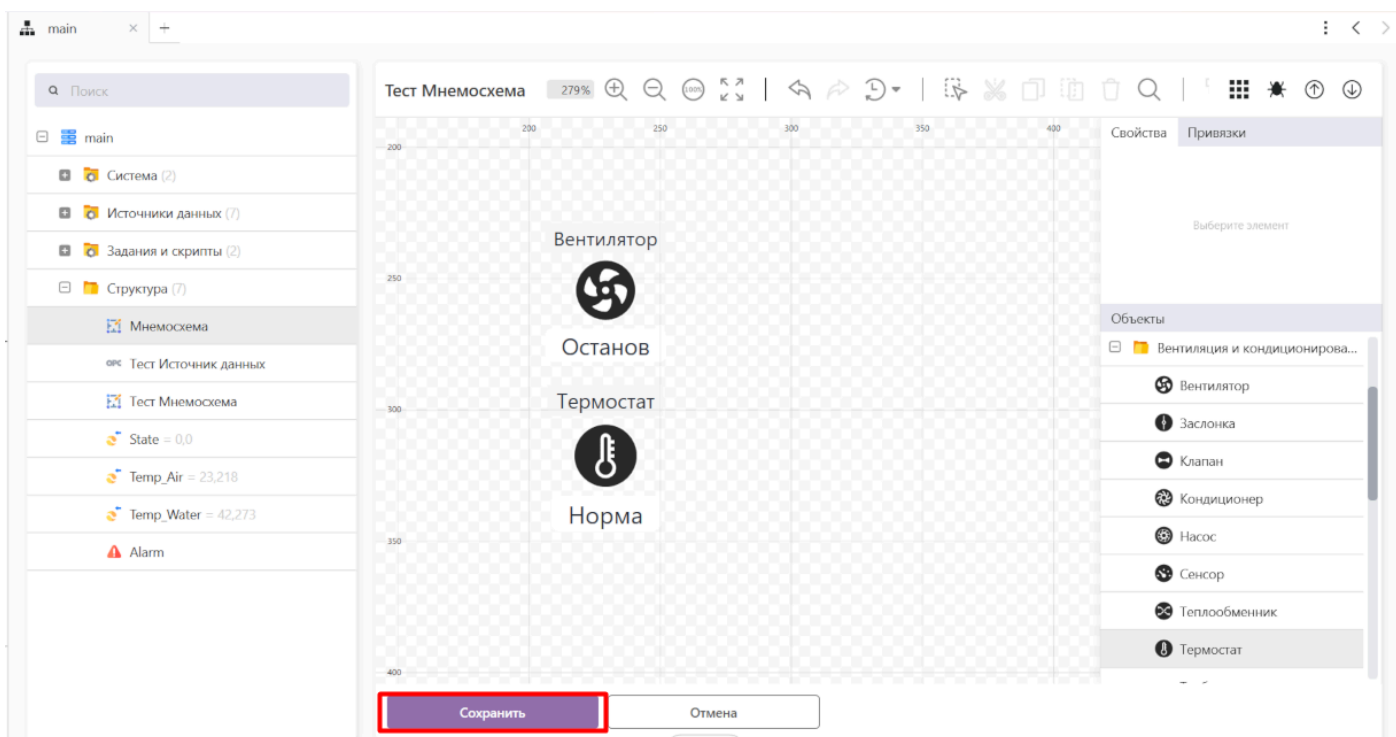 main
Поиск
main
Система (2)
Источники данных (7)
Задания и скрипты (2)
Структура (7)
Мнемосхема
OPC Тест Источник данных
Тест Мнемосхема
State = 0,0
Temp_Air = 23,218
Temp_Water = 42,273
Alarm
Тест Мнемосхема 279% 100%
200 250 300 350 400
200
250
300
350
400
Вентилятор
Останов
Термостат
Норма
Сохранить Отмена
Свойства Привязки
Выберите элемент
Объекты
Вентиляция и кондициониров...
Вентилятор
Заслонка
Клапан
Кондиционер
Насос
Сенсор
Теплообменник
Термостат